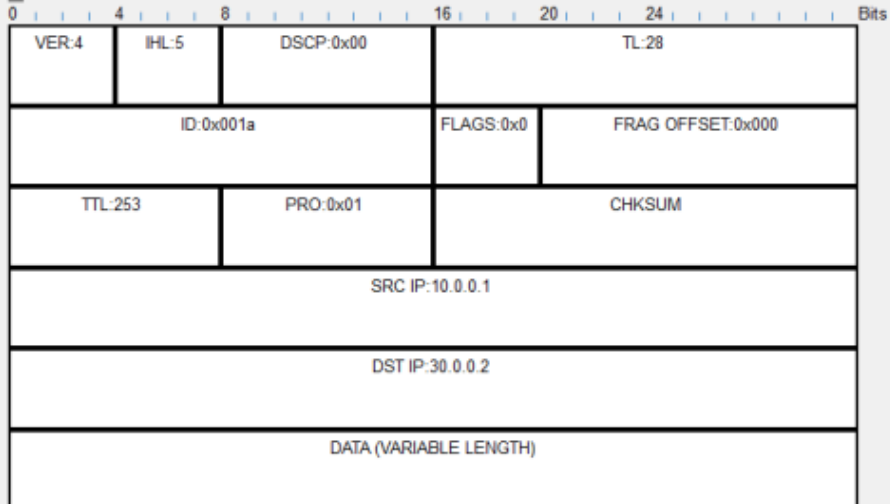 0 4 8 16 20 24 Bits
VER:4 IHL:5 DSCP:0x00 TL:28
ID:0x001a FLAGS:0x0 FRAG OFFSET:0x000
TTL:253 PRO:0x01 CHKSUM
SRC IP:10.0.0.1
DST IP:30.0.0.2
DATA (VARIABLE LENGTH)